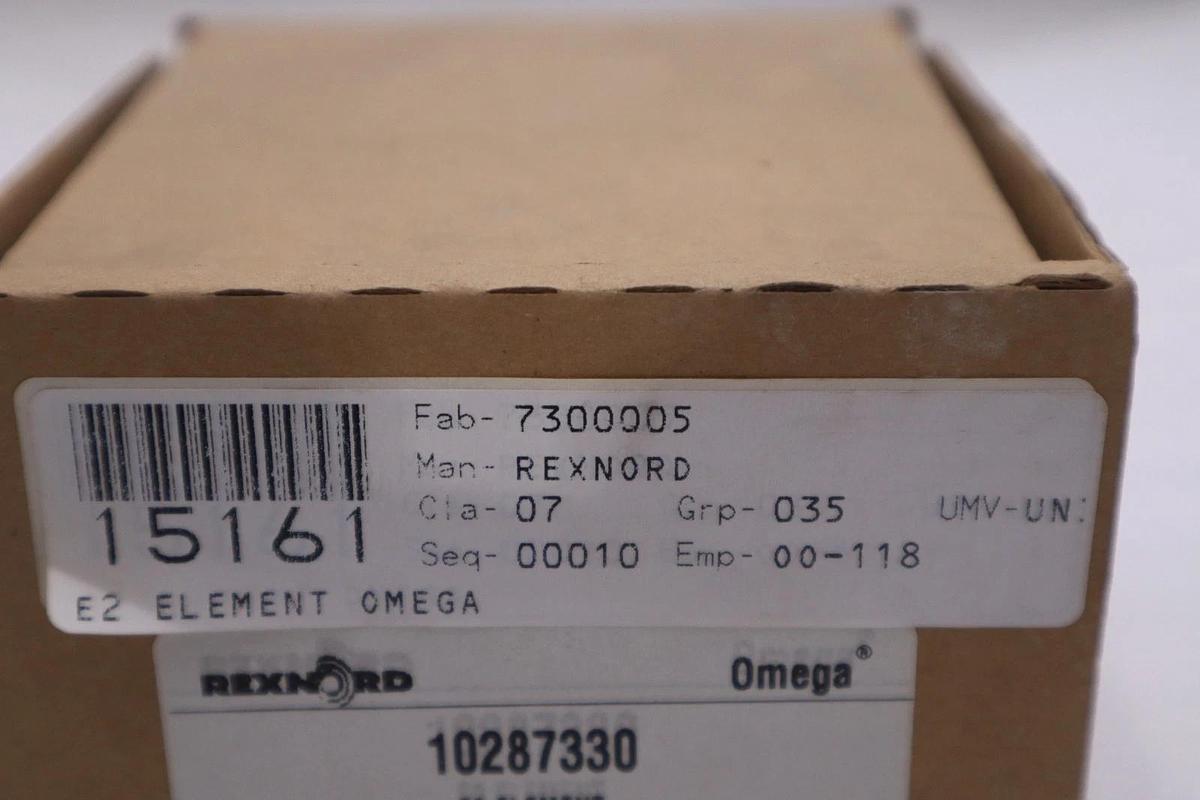 Fab- 7300005
Man- REXNORD
Cla- 07 Grp- 035 UMV-UN:
15161
Seq- 00010 Emp- 00-118
E2 ELEMENT OMEGA
REXNORD Omega®
10287330